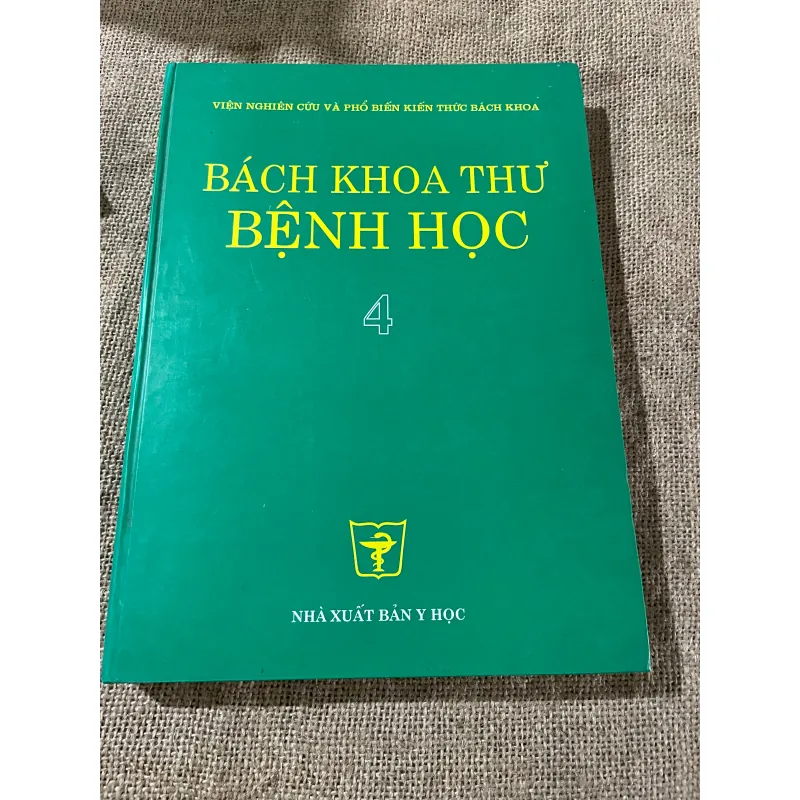 VIỆN NGHIÊN CỨU VÀ PHỔ BIẾN KIẾN THỨC BÁCH KHOA
BÁCH KHOA THƯ
BỆNH HỌC
4
NHÀ XUẤT BẢN Y HỌC